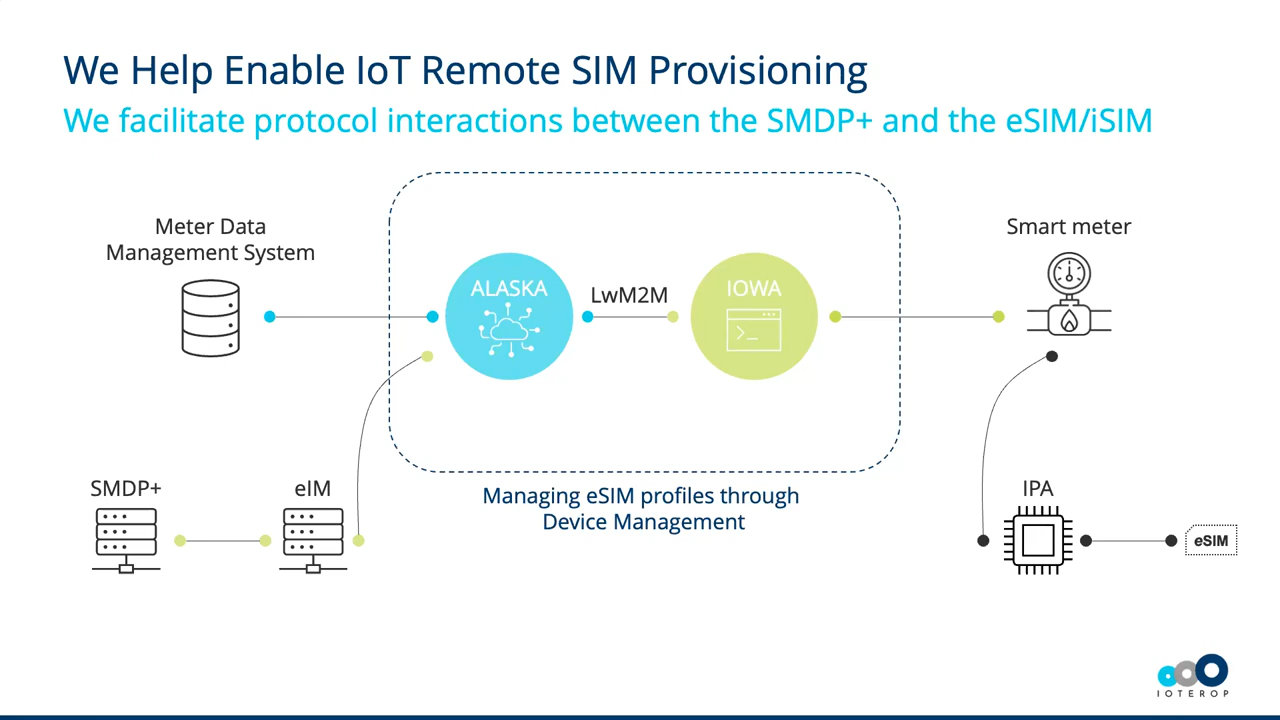 We Help Enable IoT Remote SIM Provisioning
We facilitate protocol interactions between the SMDP+ and the eSIM/iSIM
Meter Data
Management System
ALASKA
LwM2M
IOWA
Smart meter
SMDP+
eIM
Managing eSIM profiles through
Device Management
IPA
eSIM
IOTEROP